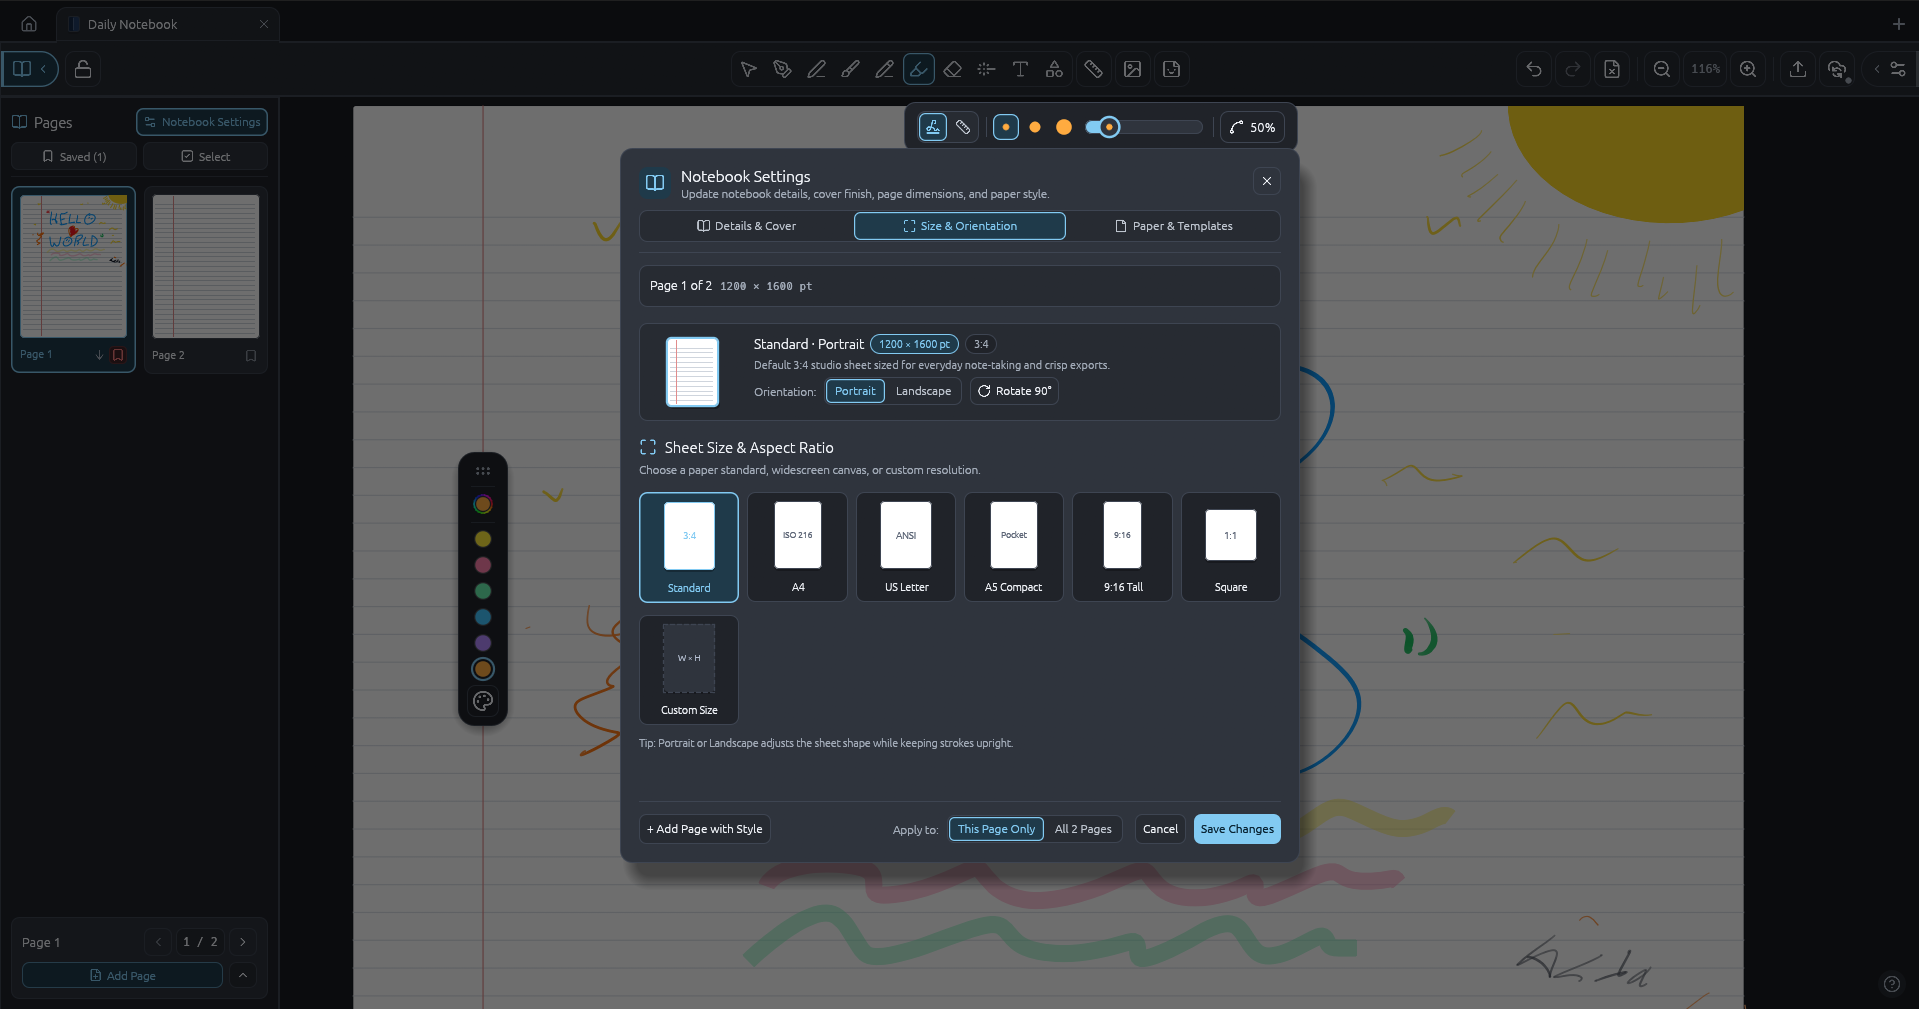 Daily Notebook
116%
Pages
Notebook Settings
Saved (1)
Select
HELLO
WORLD
Page 1
Page 2
50%
Notebook Settings
Update notebook details, cover finish, page dimensions, and paper style.
Details & Cover
Size & Orientation
Paper & Templates
Page 1 of 2 1200 × 1600 pt
Standard · Portrait 1200 × 1600 pt 3:4
Default 3:4 studio sheet sized for everyday note-taking and crisp exports.
Orientation: Portrait Landscape Rotate 90°
Sheet Size & Aspect Ratio
Choose a paper standard, widescreen canvas, or custom resolution.
3:4
ISO 216
ANSI
Pocket
9:16
1:1
Standard
A4
US Letter
A5 Compact
9:16 Tall
Square
W × H
Custom Size
Tip: Portrait or Landscape adjusts the sheet shape while keeping strokes upright.
+ Add Page with Style
Apply to: This Page Only All 2 Pages
Cancel
Save Changes
Page 1
1 / 2
Add Page